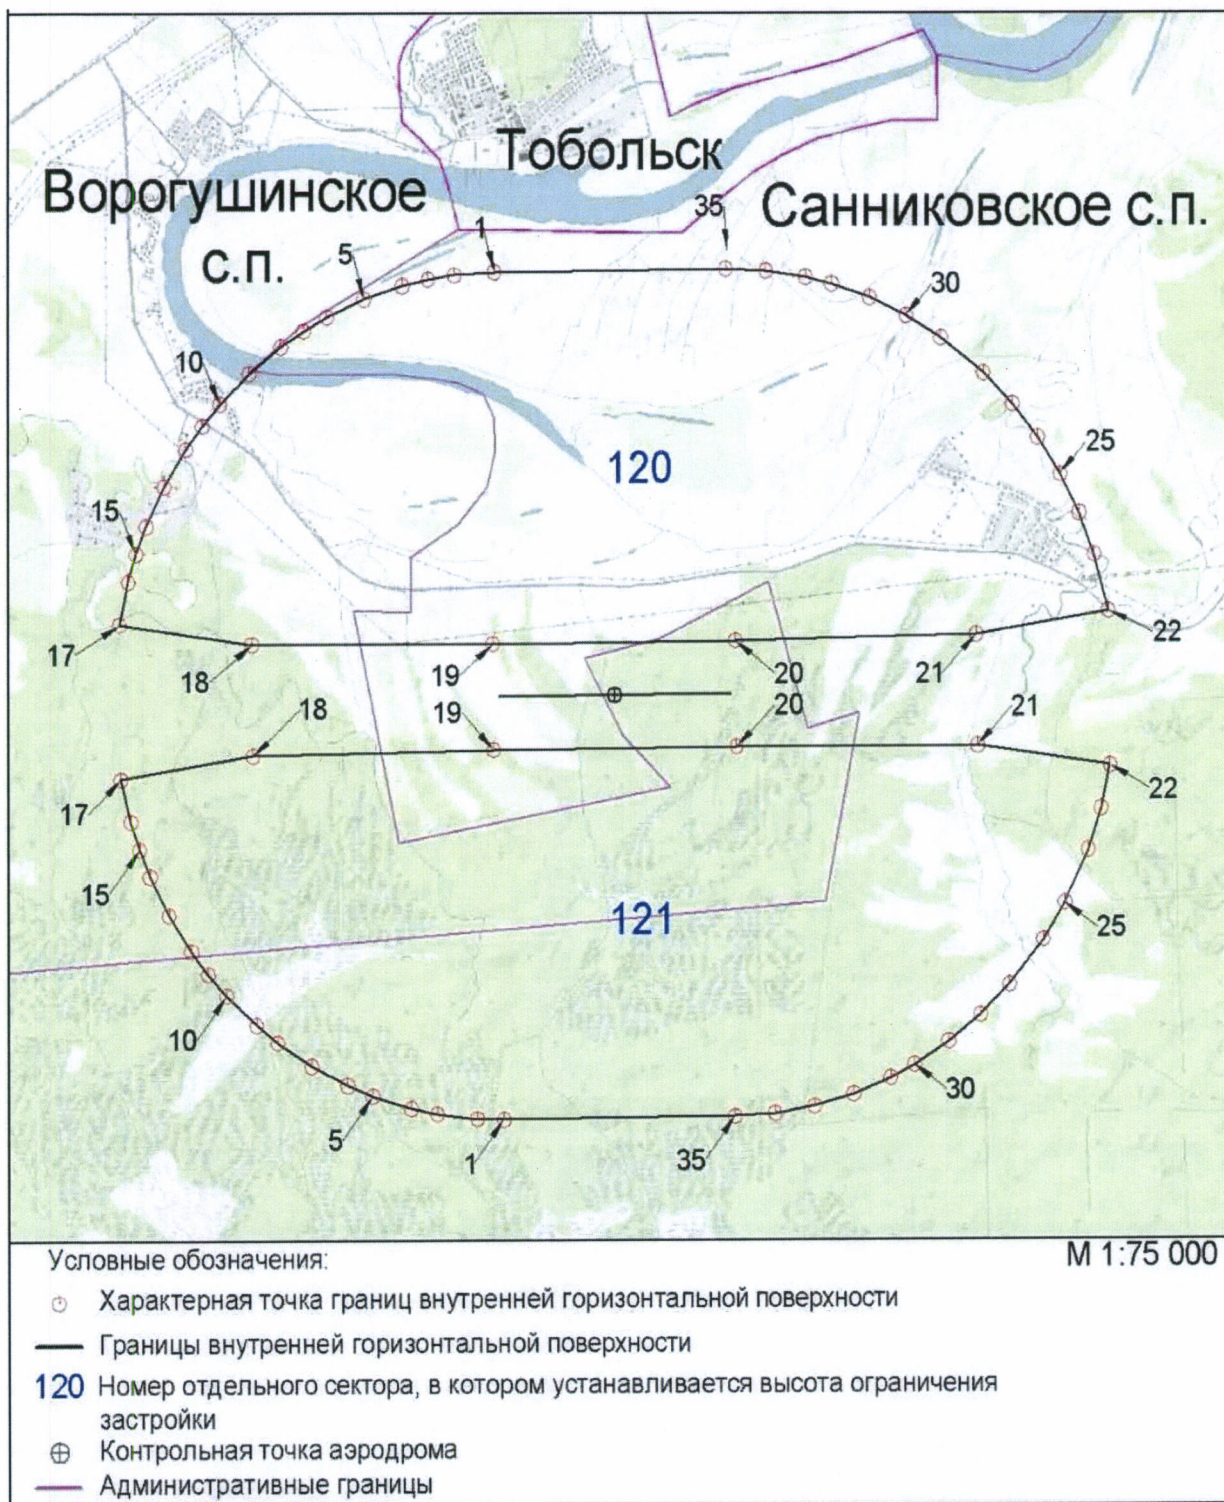 Тобольск
Ворогушинское
с.п.
Санниковское с.п.
35
1
5
30
10
120
25
15
17
18
19
20
21
22
18
19
20
21
17
22
15
121
25
10
30
5
1
35
Условные обозначения:
М 1:75 000
Характерная точка границ внутренней горизонтальной поверхности
Границы внутренней горизонтальной поверхности
120 Номер отдельного сектора, в котором устанавливается высота ограничения
застройки
Контрольная точка аэродрома
Административные границы